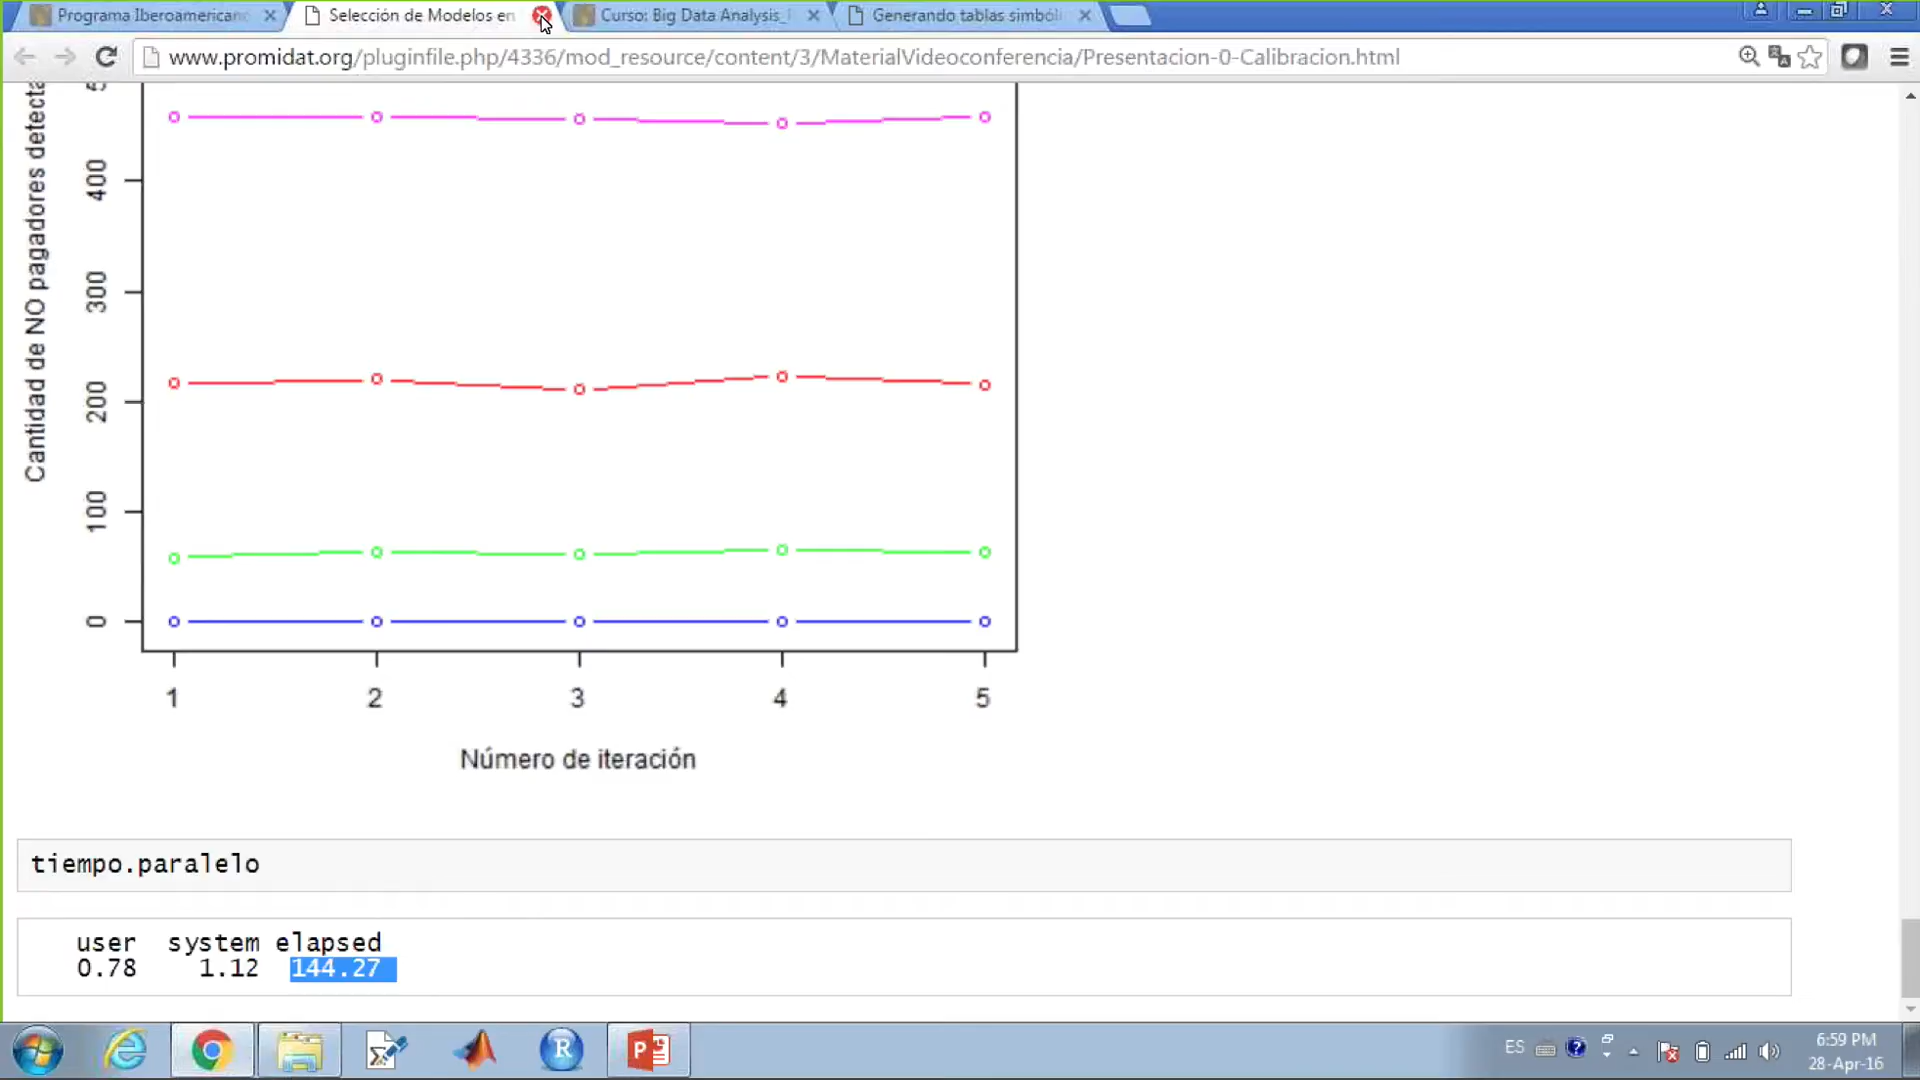 Programa Iberoamerican
Selección de Modelos en
Curso: Big Data Analysis_
Generando tablas simbóli
www.promidat.org/pluginfile.php/4336/mod_resource/content/3/MaterialVideoconferencia/Presentacion-0-Calibracion.html
Cantidad de NO pagadores detecta
400
300
200
100
0
1 2 3 4 5
Número de iteración
tiempo.paralelo
user system elapsed
0.78 1.12 144.27
ES
6:59 PM
28-Apr-16